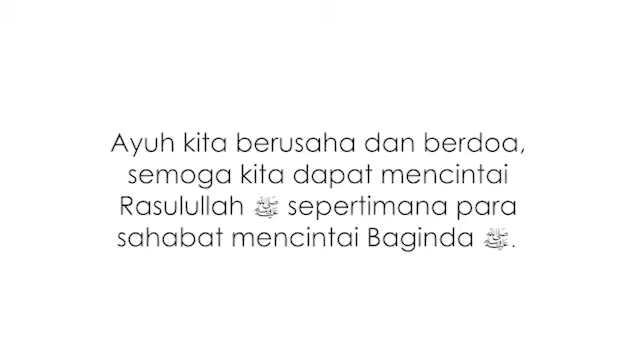 Ayuh kita berusaha dan berdoa,
semoga kita dapat mencintai
Rasulullah ﷺ sepertimana para
sahabat mencintai Baginda ﷺ.